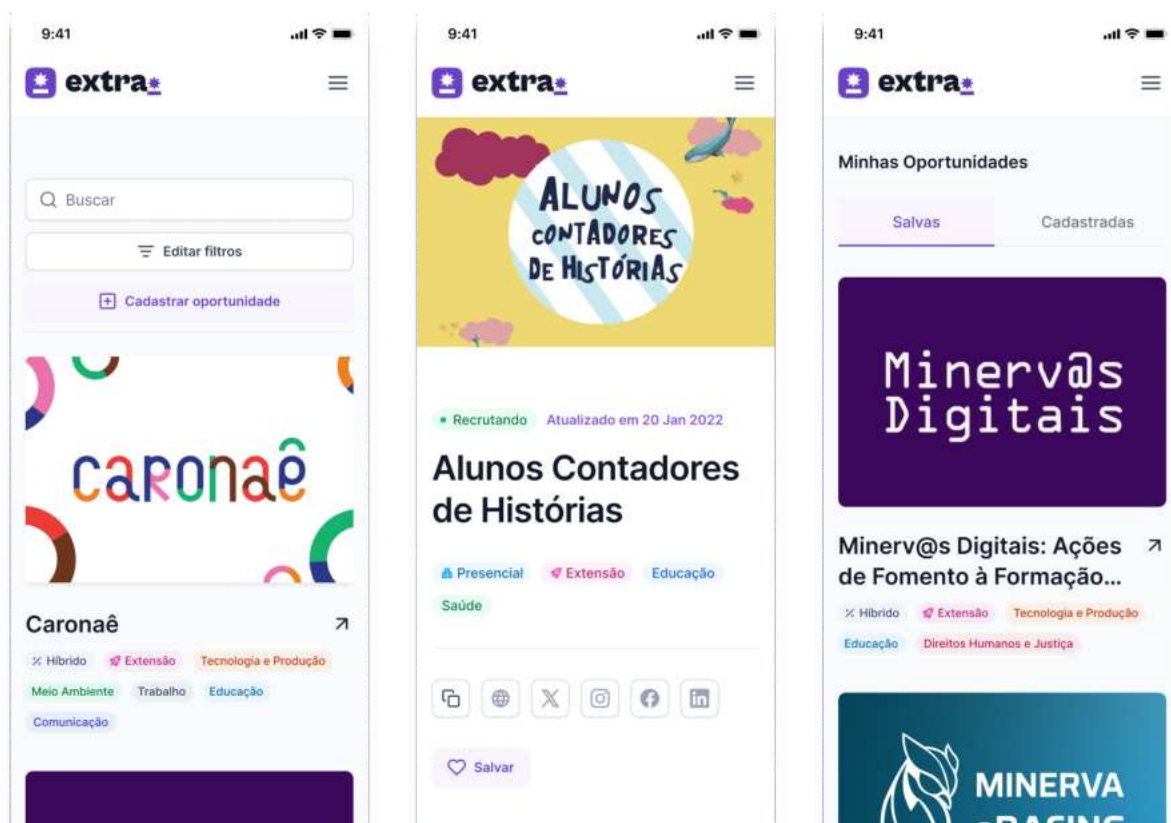 9:41
extra
Buscar
Editar filtros
Cadastrar oportunidade
caronaê
Caronaê
Híbrido Extensão Tecnologia e Produção
Meio Ambiente Trabalho Educação
Comunicação
9:41
extra
ALUNOS
CONTADORES
DE HISTÓRIAS
Recrutando Atualizado em 20 Jan 2022
Alunos Contadores
de Histórias
Presencial Extensão Educação
Saúde
Salvar
9:41
extra
Minhas Oportunidades
Salvas Cadastradas
Minerv@s
Digitais
Minerv@s Digitais: Ações
de Fomento à Formação...
Híbrido Extensão Tecnologia e Produção
Educação Direitos Humanos e Justiça
MINERVA
eRACING